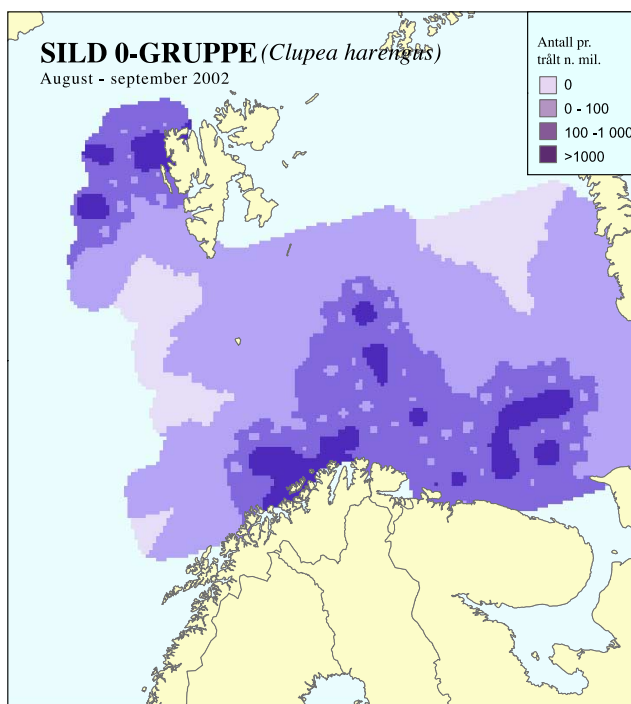 SILD 0-GRUPPE (Clupea harengus)
August - september 2002
Antall pr.
trålt n. mil.
0
0 - 100
100 -1 000
>1000